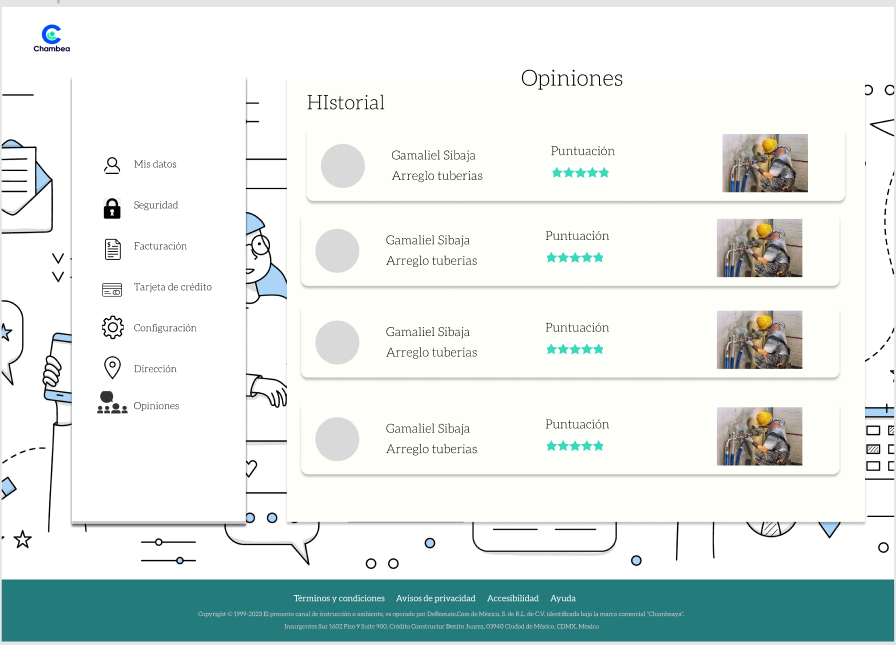 Chambea
Opiniones
HIstorial
Mis datos
Seguridad
Facturación
Tarjeta de crédito
Configuración
Dirección
Opiniones
Gamaliel Sibaja
Arreglo tuberias
Puntuación
Gamaliel Sibaja
Arreglo tuberias
Puntuación
Gamaliel Sibaja
Arreglo tuberias
Puntuación
Gamaliel Sibaja
Arreglo tuberias
Puntuación
Términos y condiciones Avisos de privacidad Accesibilidad Ayuda
Copyright © 1999-2023 El presente canal de instrucción o ambiente, es operado por DeRemate.Com de México, S. de R.L. de C.V. identificada bajo la marca comercial "Chambeaya".
Insurgentes Sur 1602 Piso 9 Suite 900, Crédito Constructor Benito Juarez, 03940 Ciudad de México, CDMX, Mexico